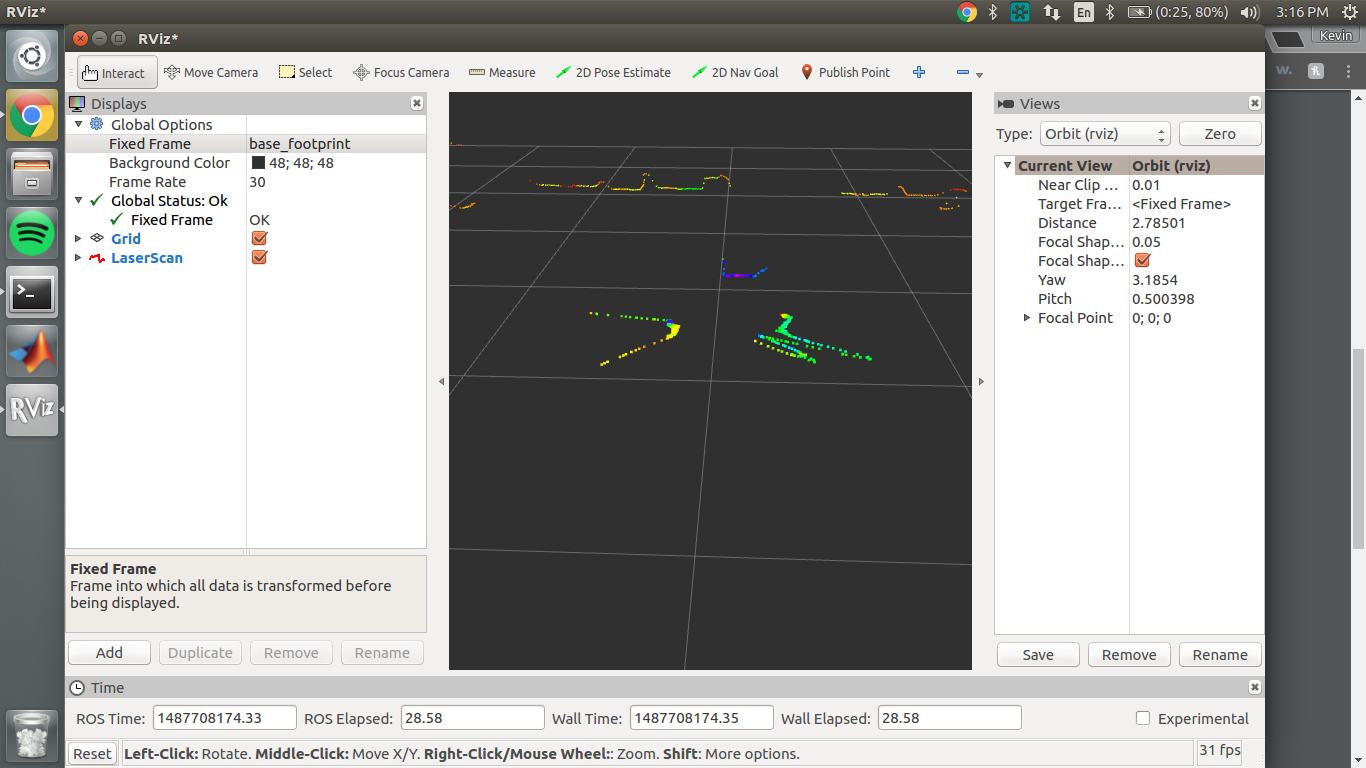 RViz*
En
(0:25, 80%)
3:16 PM
RViz*
Kevin
Interact
Move Camera
Select
Focus Camera
Measure
2D Pose Estimate
2D Nav Goal
Publish Point
w.
Displays
Global Options
Fixed Frame base_footprint
Background Color 48; 48; 48
Frame Rate 30
Global Status: Ok
Fixed Frame OK
Grid
LaserScan
Fixed Frame
Frame into which all data is transformed before
being displayed.
Add Duplicate Remove Rename
Views
Type: Orbit (rviz) Zero
Current View Orbit (rviz)
Near Clip ... 0.01
Target Fra... <Fixed Frame>
Distance 2.78501
Focal Shap... 0.05
Focal Shap...
Yaw 3.1854
Pitch 0.500398
Focal Point 0; 0; 0
Save Remove Rename
RViz
Time
ROS Time: 1487708174.33 ROS Elapsed: 28.58 Wall Time: 1487708174.35 Wall Elapsed: 28.58 Experimental
Reset Left-Click: Rotate. Middle-Click: Move X/Y. Right-Click/Mouse Wheel:: Zoom. Shift: More options. 31 fps